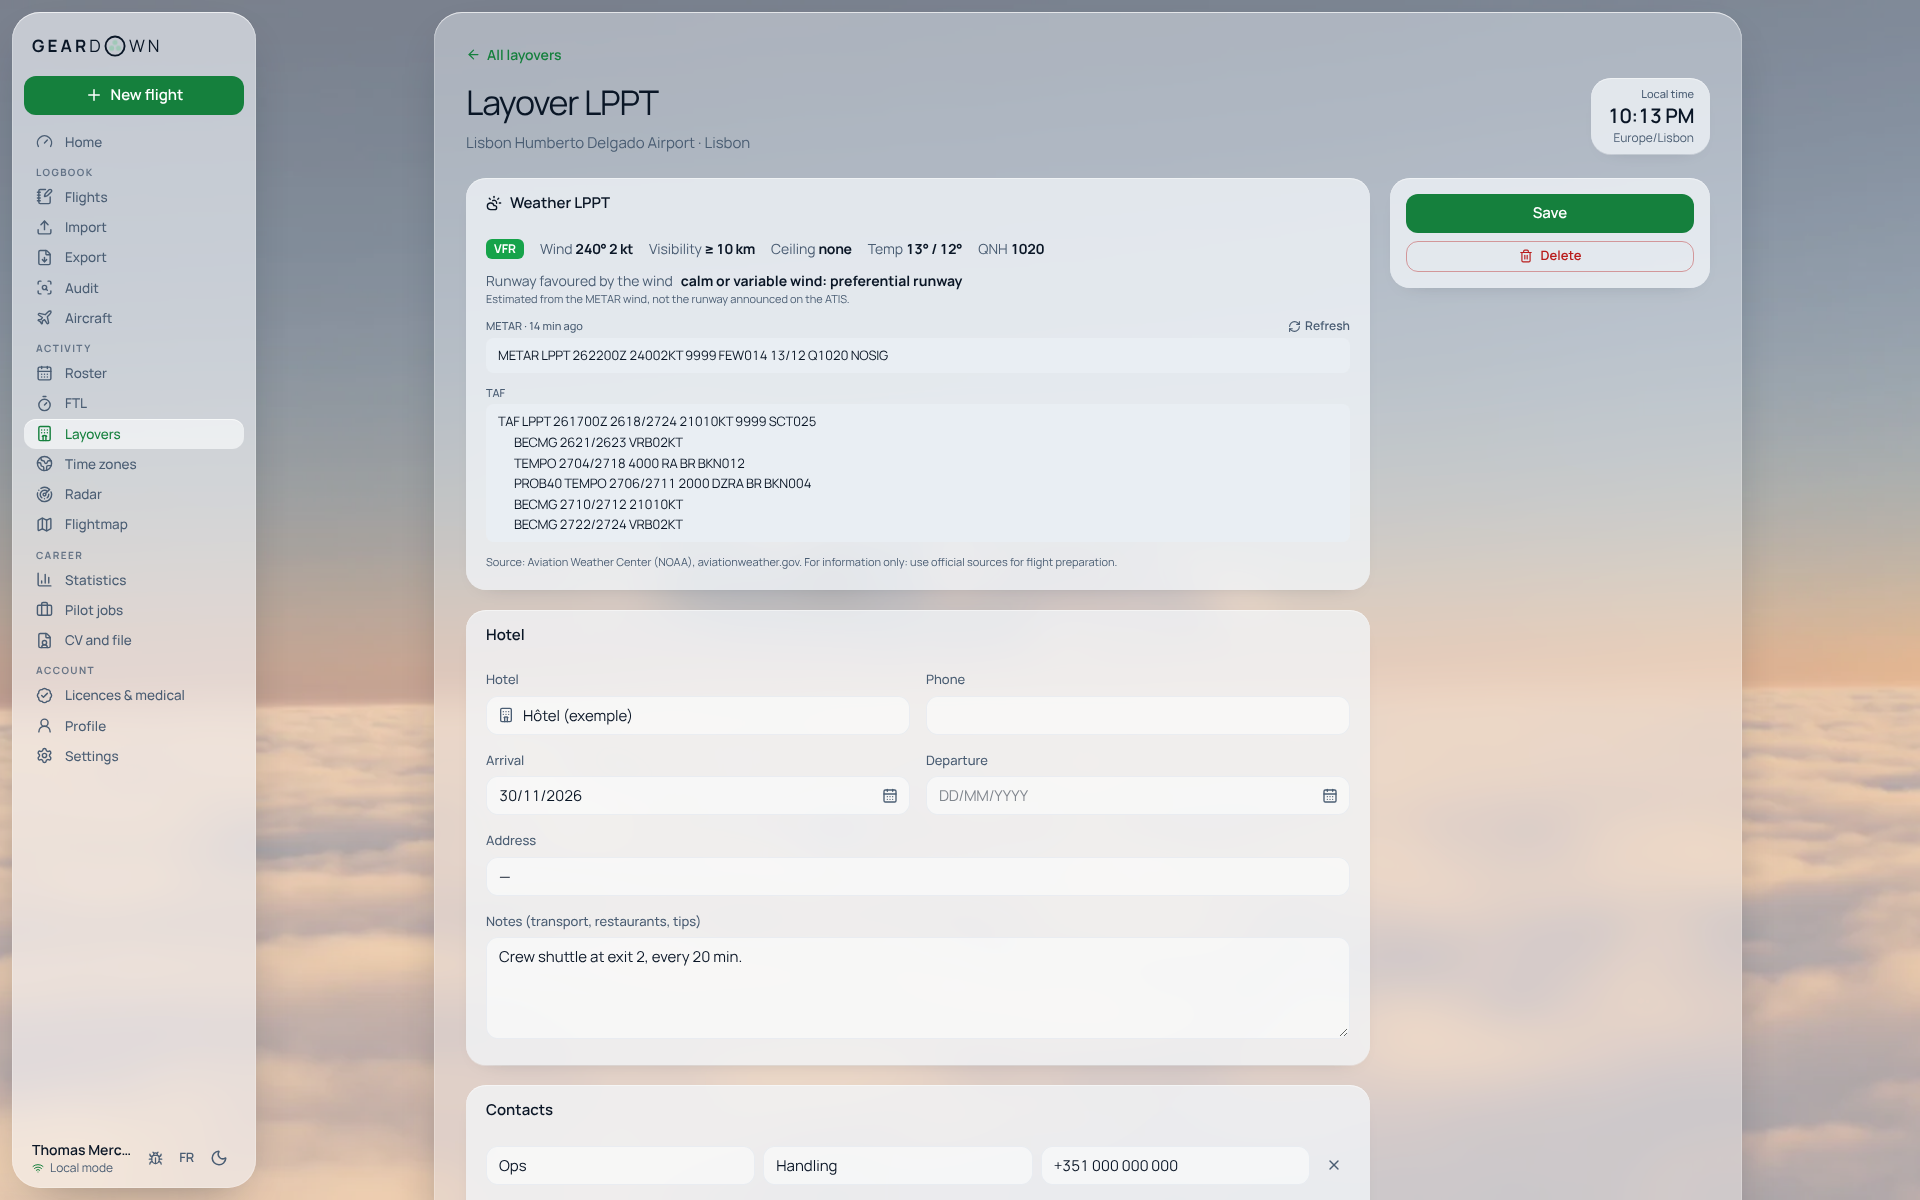 GEARDOWN
New flight
Home
LOGBOOK
Flights
Import
Export
Audit
Aircraft
ACTIVITY
Roster
FTL
Layovers
Time zones
Radar
Flightmap
CAREER
Statistics
Pilot jobs
CV and file
ACCOUNT
Licences & medical
Profile
Settings
Thomas Merc...
Local mode
FR
All layovers
Layover LPPT
Lisbon Humberto Delgado Airport · Lisbon
Local time
10:13 PM
Europe/Lisbon
Weather LPPT
VFR Wind 240° 2 kt Visibility ≥ 10 km Ceiling none Temp 13° / 12° QNH 1020
Runway favoured by the wind calm or variable wind: preferential runway
Estimated from the METAR wind, not the runway announced on the ATIS.
METAR · 14 min ago
Refresh
METAR LPPT 262200Z 24002KT 9999 FEW014 13/12 Q1020 NOSIG
TAF
TAF LPPT 261700Z 2618/2724 21010KT 9999 SCT025
BECMG 2621/2623 VRB02KT
TEMPO 2704/2718 4000 RA BR BKN012
PROB40 TEMPO 2706/2711 2000 DZRA BR BKN004
BECMG 2710/2712 21010KT
BECMG 2722/2724 VRB02KT
Source: Aviation Weather Center (NOAA), aviationweather.gov. For information only: use official sources for flight preparation.
Save
Delete
Hotel
Hotel
Hôtel (exemple)
Phone
Arrival
30/11/2026
Departure
DD/MM/YYYY
Address
—
Notes (transport, restaurants, tips)
Crew shuttle at exit 2, every 20 min.
Contacts
Ops
Handling
+351 000 000 000